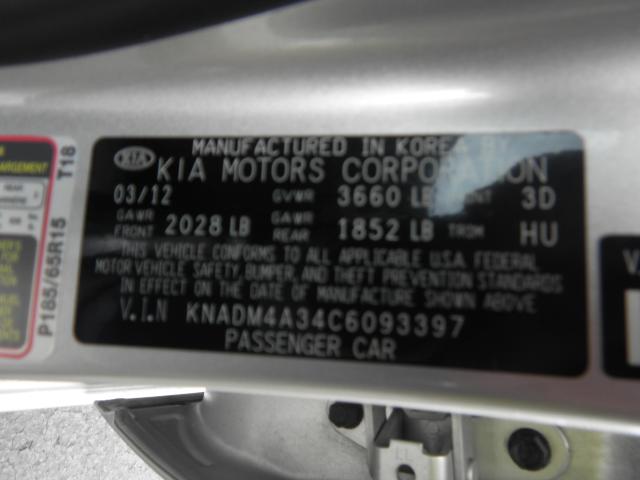 MANUFACTURED IN KOREA BY
KIA KIA MOTORS CORPORATION
03/12 GVWR 3660 LB 3D
GAWR FRONT 2028 LB GAWR REAR 1852 LB TRIM HU
THIS VEHICLE CONFORMS TO ALL APPLICABLE U.S.A. FEDERAL
MOTOR VEHICLE SAFETY, BUMPER, AND THEFT PREVENTION STANDARDS
IN EFFECT ON THE DATE OF MANUFACTURE SHOWN ABOVE
V.I.N KNADM4A34C6093397
PASSENGER CAR
P185/65R15 T18